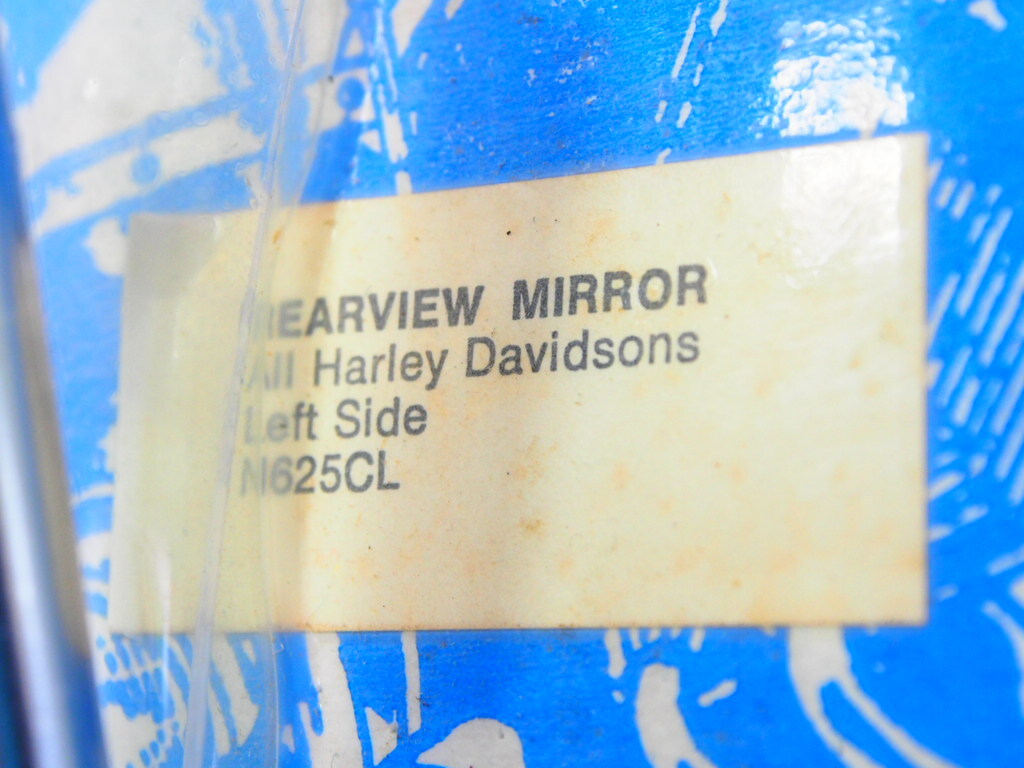 REARVIEW MIRROR
All Harley Davidsons
Left Side
N625CL